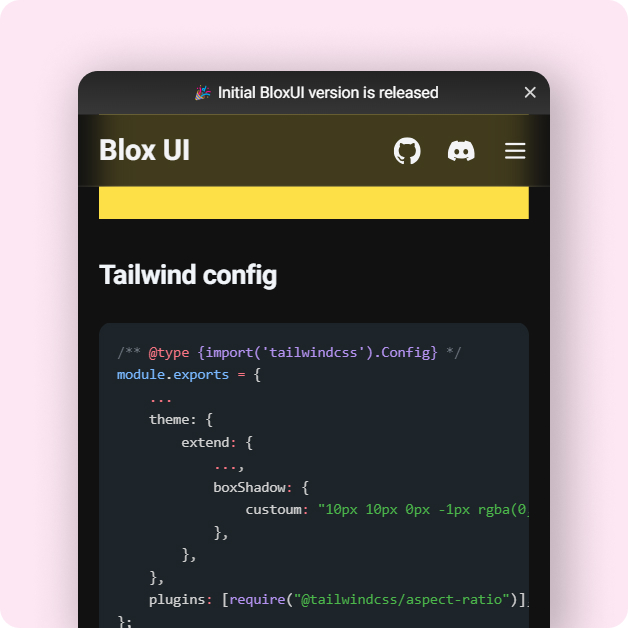 🎉 Initial BloxUI version is released
Blox UI
Tailwind config
/** @type {import('tailwindcss').Config} */
module.exports = {
...
theme: {
extend: {
...,
boxShadow: {
custoum: "10px 10px 0px -1px rgba(0,
},
},
},
plugins: [require("@tailwindcss/aspect-ratio")],
};